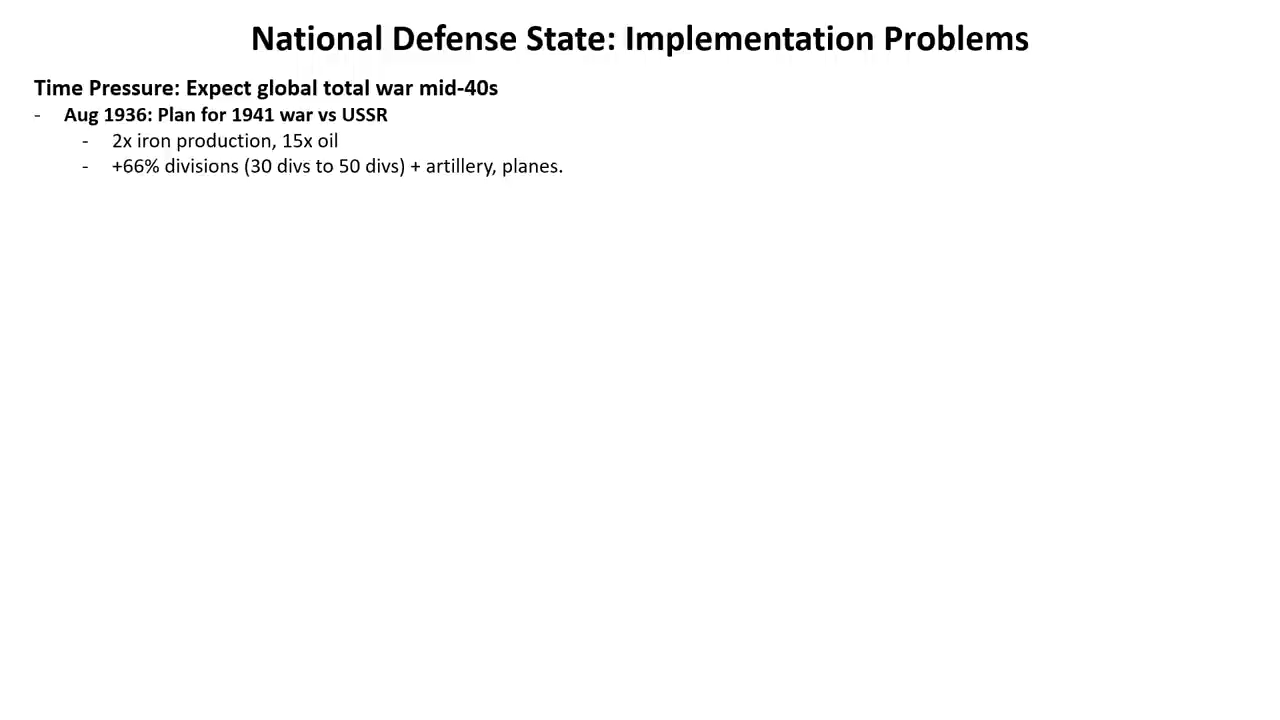 National Defense State: Implementation Problems
Time Pressure: Expect global total war mid-40s
- Aug 1936: Plan for 1941 war vs USSR
- 2x iron production, 15x oil
- +66% divisions (30 divs to 50 divs) + artillery, planes.